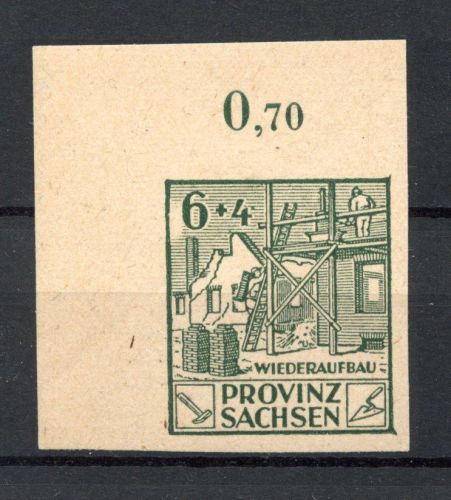 0,70
6+4
WIEDERAUFBAU
PROVINZ
SACHSEN